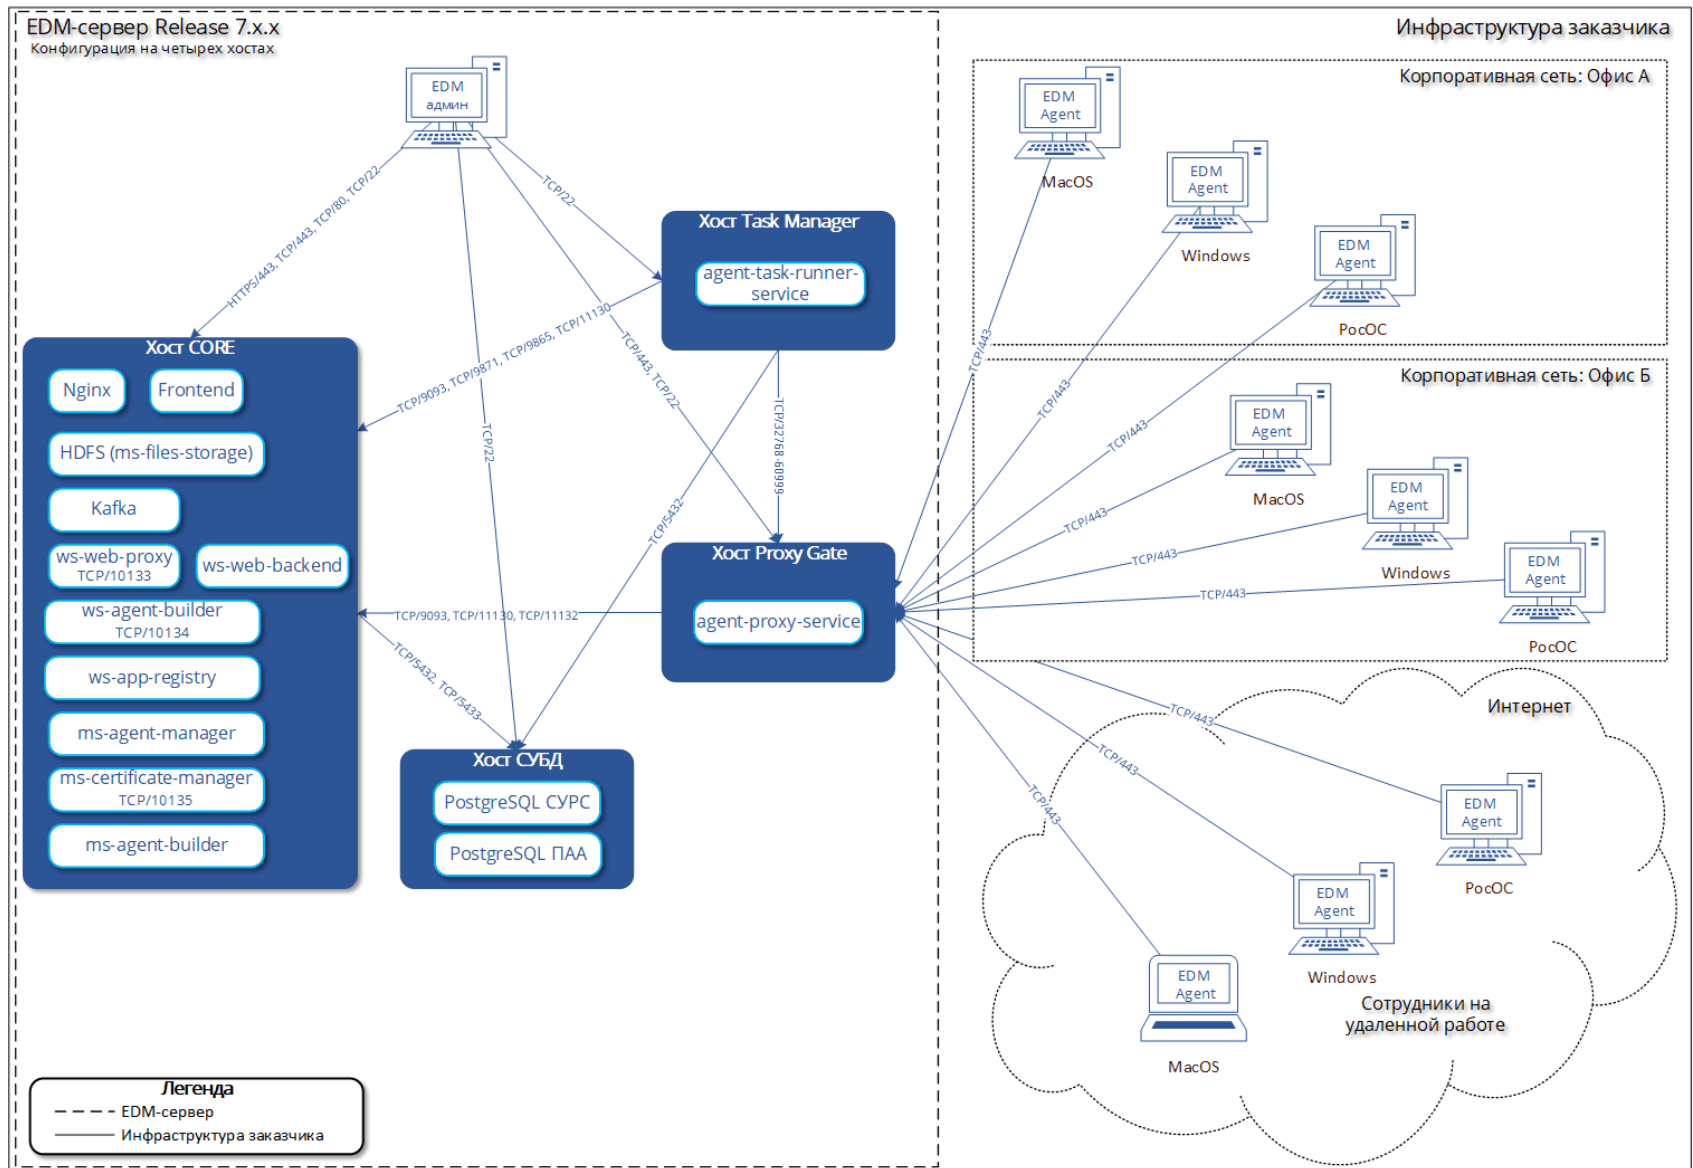 EDM-сервер Release 7.x.x
Конфигурация на четырех хостах
EDM
админ
HTTPS/443, TCP/443, TCP/80, TCP/22
TCP/22
TCP/22
TCP/443, TCP/22
Хост Task Manager
agent-task-runner-
service
TCP/9093, TCP/9871, TCP/9865, TCP/11130
TCP/32768-60999
TCP/5432
Хост CORE
Nginx
Frontend
HDFS (ms-files-storage)
Kafka
ws-web-proxy
TCP/10133
ws-web-backend
ws-agent-builder
TCP/10134
ws-app-registry
ms-agent-manager
ms-certificate-manager
TCP/10135
ms-agent-builder
Хост Proxy Gate
agent-proxy-service
TCP/9093, TCP/11130, TCP/11132
TCP/5432, TCP/5433
Хост СУБД
PostgreSQL СУРС
PostgreSQL ПАА
Легенда
EDM-сервер
Инфраструктура заказчика
Инфраструктура заказчика
Корпоративная сеть: Офис А
EDM
Agent
MacOS
EDM
Agent
Windows
EDM
Agent
РосОС
TCP/443
TCP/443
TCP/443
Корпоративная сеть: Офис Б
EDM
Agent
MacOS
EDM
Agent
Windows
EDM
Agent
РосОС
TCP/443
TCP/443
TCP/443
Интернет
TCP/443
TCP/443
TCP/443
EDM
Agent
РосОС
EDM
Agent
Windows
EDM
Agent
MacOS
Сотрудники на
удаленной работе